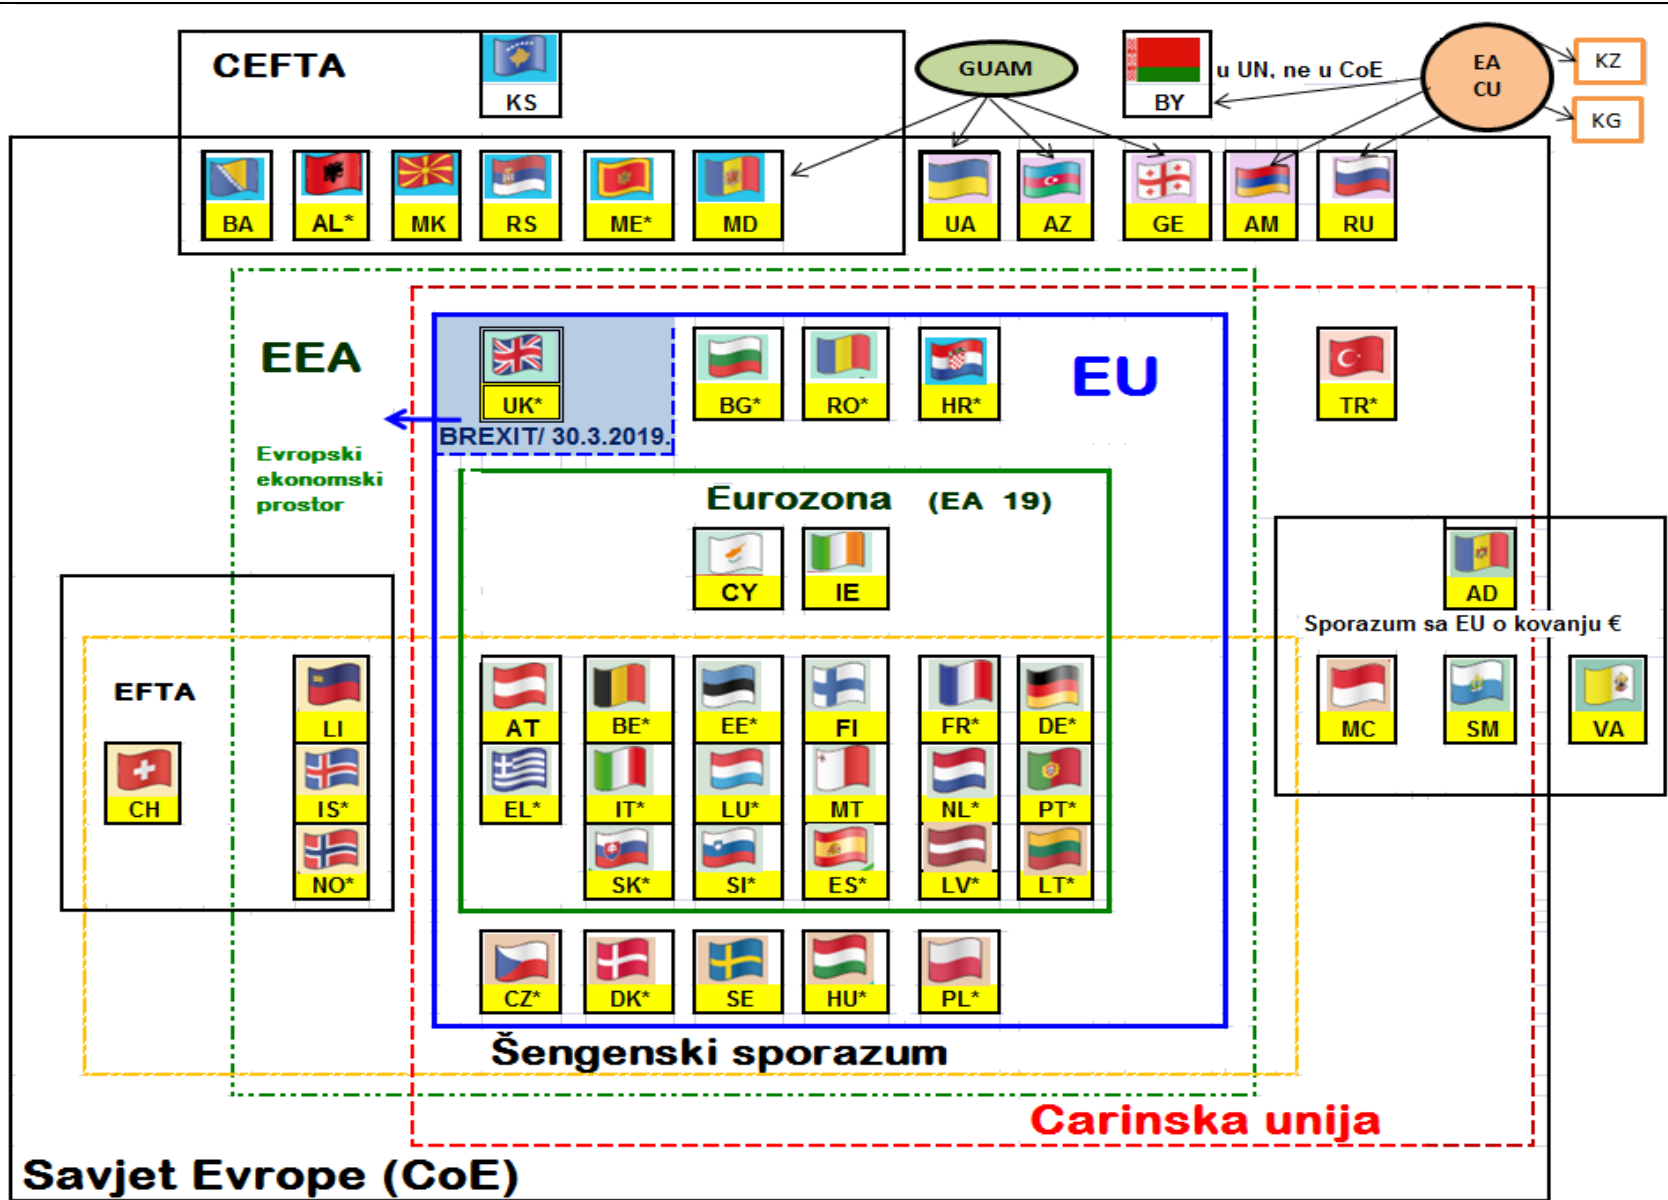 CEFTA
KS
GUAM
BY
u UN, ne u CoE
EA
CU
KZ
KG
BA
AL*
MK
RS
ME*
MD
UA
AZ
GE
AM
RU
EEA
Evropski
ekonomski
prostor
UK*
BREXIT/ 30.3.2019.
BG*
RO*
HR*
EU
TR*
Eurozona (EA 19)
CY
IE
AD
Sporazum sa EU o kovanju €
MC
SM
VA
EFTA
CH
LI
IS*
NO*
AT
BE*
EE*
FI
FR*
DE*
EL*
IT*
LU*
MT
NL*
PT*
SK*
SI*
ES*
LV*
LT*
CZ*
DK*
SE
HU*
PL*
Šengenski sporazum
Carinska unija
Savjet Evrope (CoE)